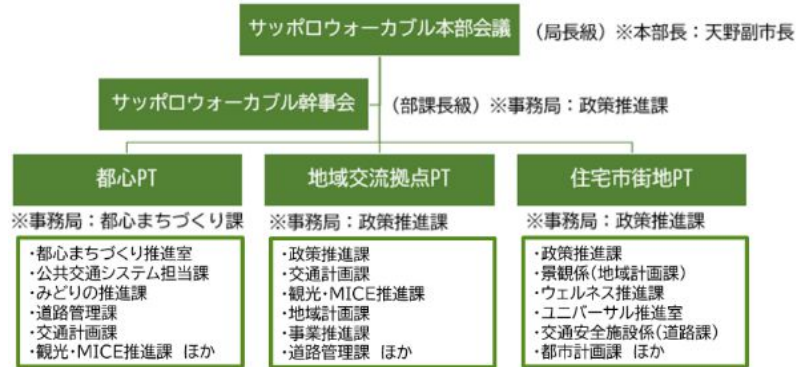 サッポロウォーカブル本部会議
(局長級)※本部長：天野副市長
サッポロウォーカブル幹事会
(部課長級)※事務局：政策推進課
都心PT
※事務局：都心まちづくり課
・都心まちづくり推進室
・公共交通システム担当課
・みどりの推進課
・道路管理課
・交通計画課
・観光・MICE推進課 ほか
地域交流拠点PT
※事務局：政策推進課
・政策推進課
・交通計画課
・観光・MICE推進課
・地域計画課
・事業推進課
・道路管理課 ほか
住宅市街地PT
※事務局：政策推進課
・政策推進課
・景観係(地域計画課)
・ウェルネス推進課
・ユニバーサル推進室
・交通安全施設係(道路課)
・都市計画課 ほか